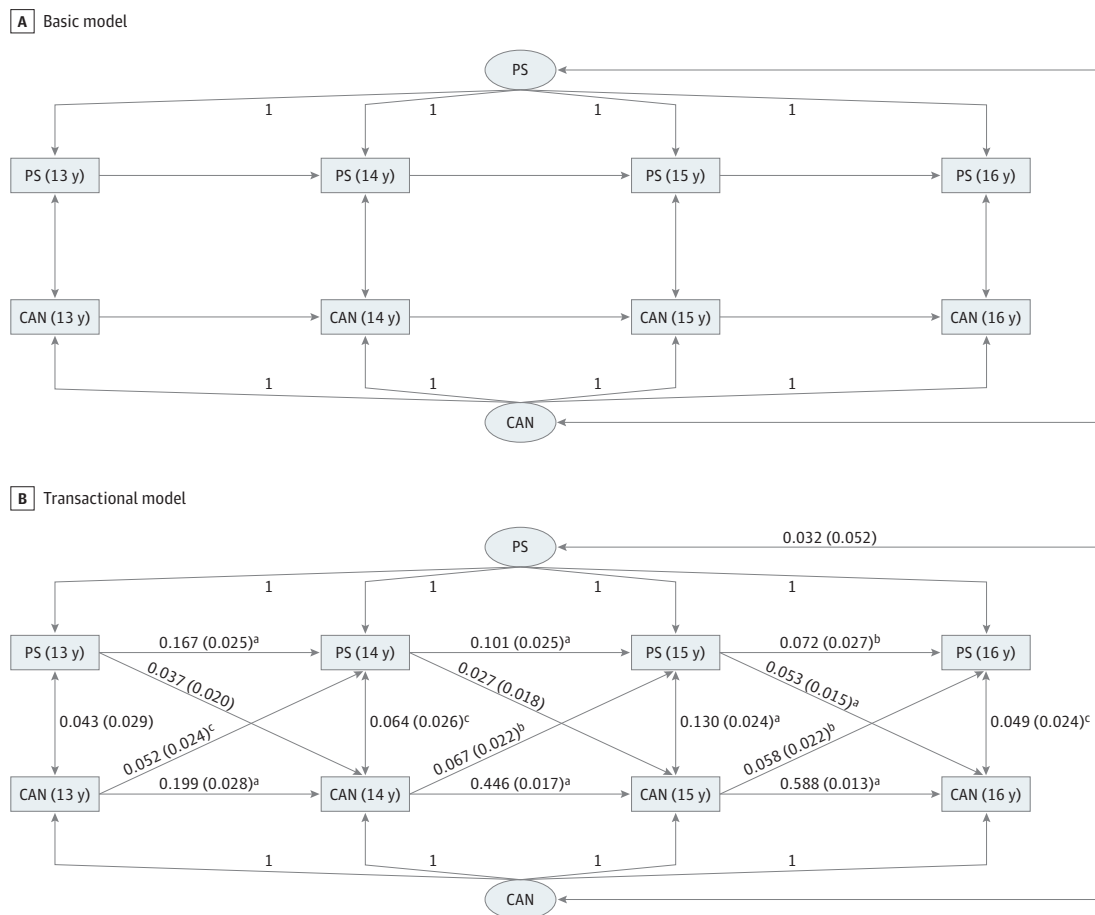 A Basic model
PS
1 1 1 1
PS (13 y) PS (14 y) PS (15 y) PS (16 y)
CAN (13 y) CAN (14 y) CAN (15 y) CAN (16 y)
1 1 1 1
CAN
B Transactional model
0.032 (0.052)
PS
1 1 1 1
0.167 (0.025)a 0.101 (0.025)a 0.072 (0.027)b
PS (13 y) PS (14 y) PS (15 y) PS (16 y)
0.037 (0.020) 0.027 (0.018) 0.053 (0.015)a
0.043 (0.029) 0.064 (0.026)c 0.130 (0.024)a 0.049 (0.024)c
0.052 (0.024)c 0.067 (0.022)b 0.058 (0.022)b
0.199 (0.028)a 0.446 (0.017)a 0.588 (0.013)a
CAN (13 y) CAN (14 y) CAN (15 y) CAN (16 y)
1 1 1 1
CAN